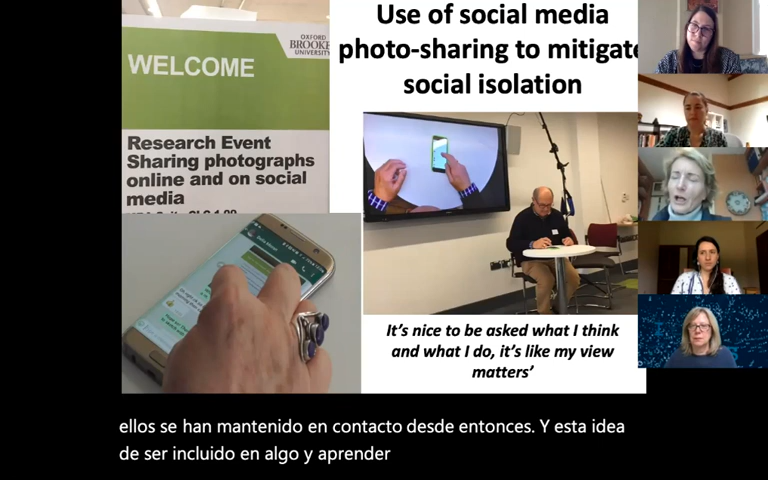 OXFORD
BROOKE
UNIVERSITY
WELCOME
Research Event
Sharing photographs
online and on social
media
Use of social media
photo-sharing to mitigate
social isolation
It's nice to be asked what I think
and what I do, it's like my view
matters'
ellos se han mantenido en contacto desde entonces. Y esta idea
de ser incluido en algo y aprender